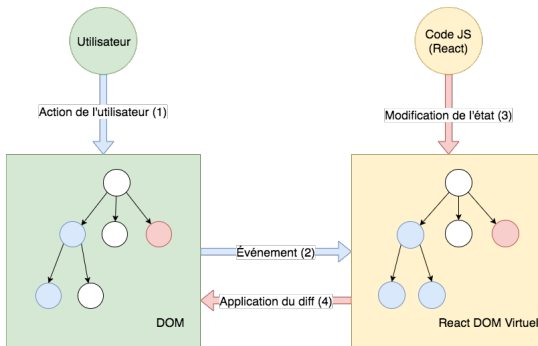 Utilisateur
Code JS
(React)
Action de l'utilisateur (1)
Modification de l'état (3)
Événement (2)
Application du diff (4)
DOM
React DOM Virtuel